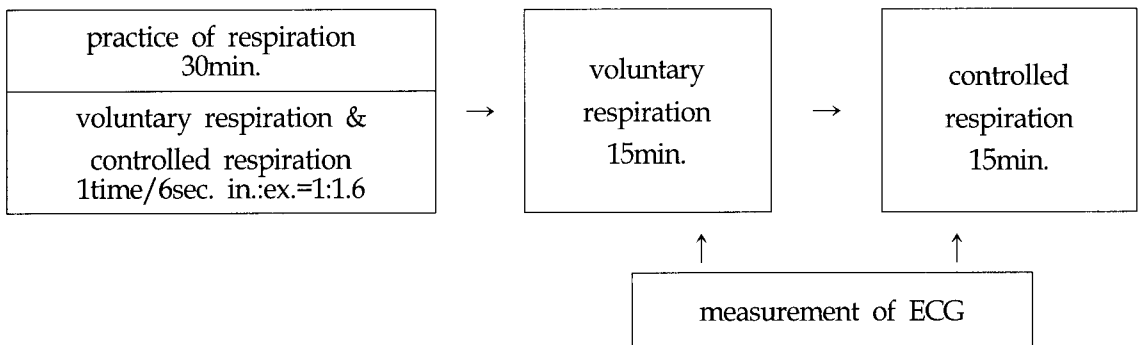 practice of respiration
30min.
voluntary respiration &
controlled respiration
1time/6sec. in.:ex.=1:1.6
→
voluntary
respiration
15min.
→
controlled
respiration
15min.
↑ ↑
measurement of ECG